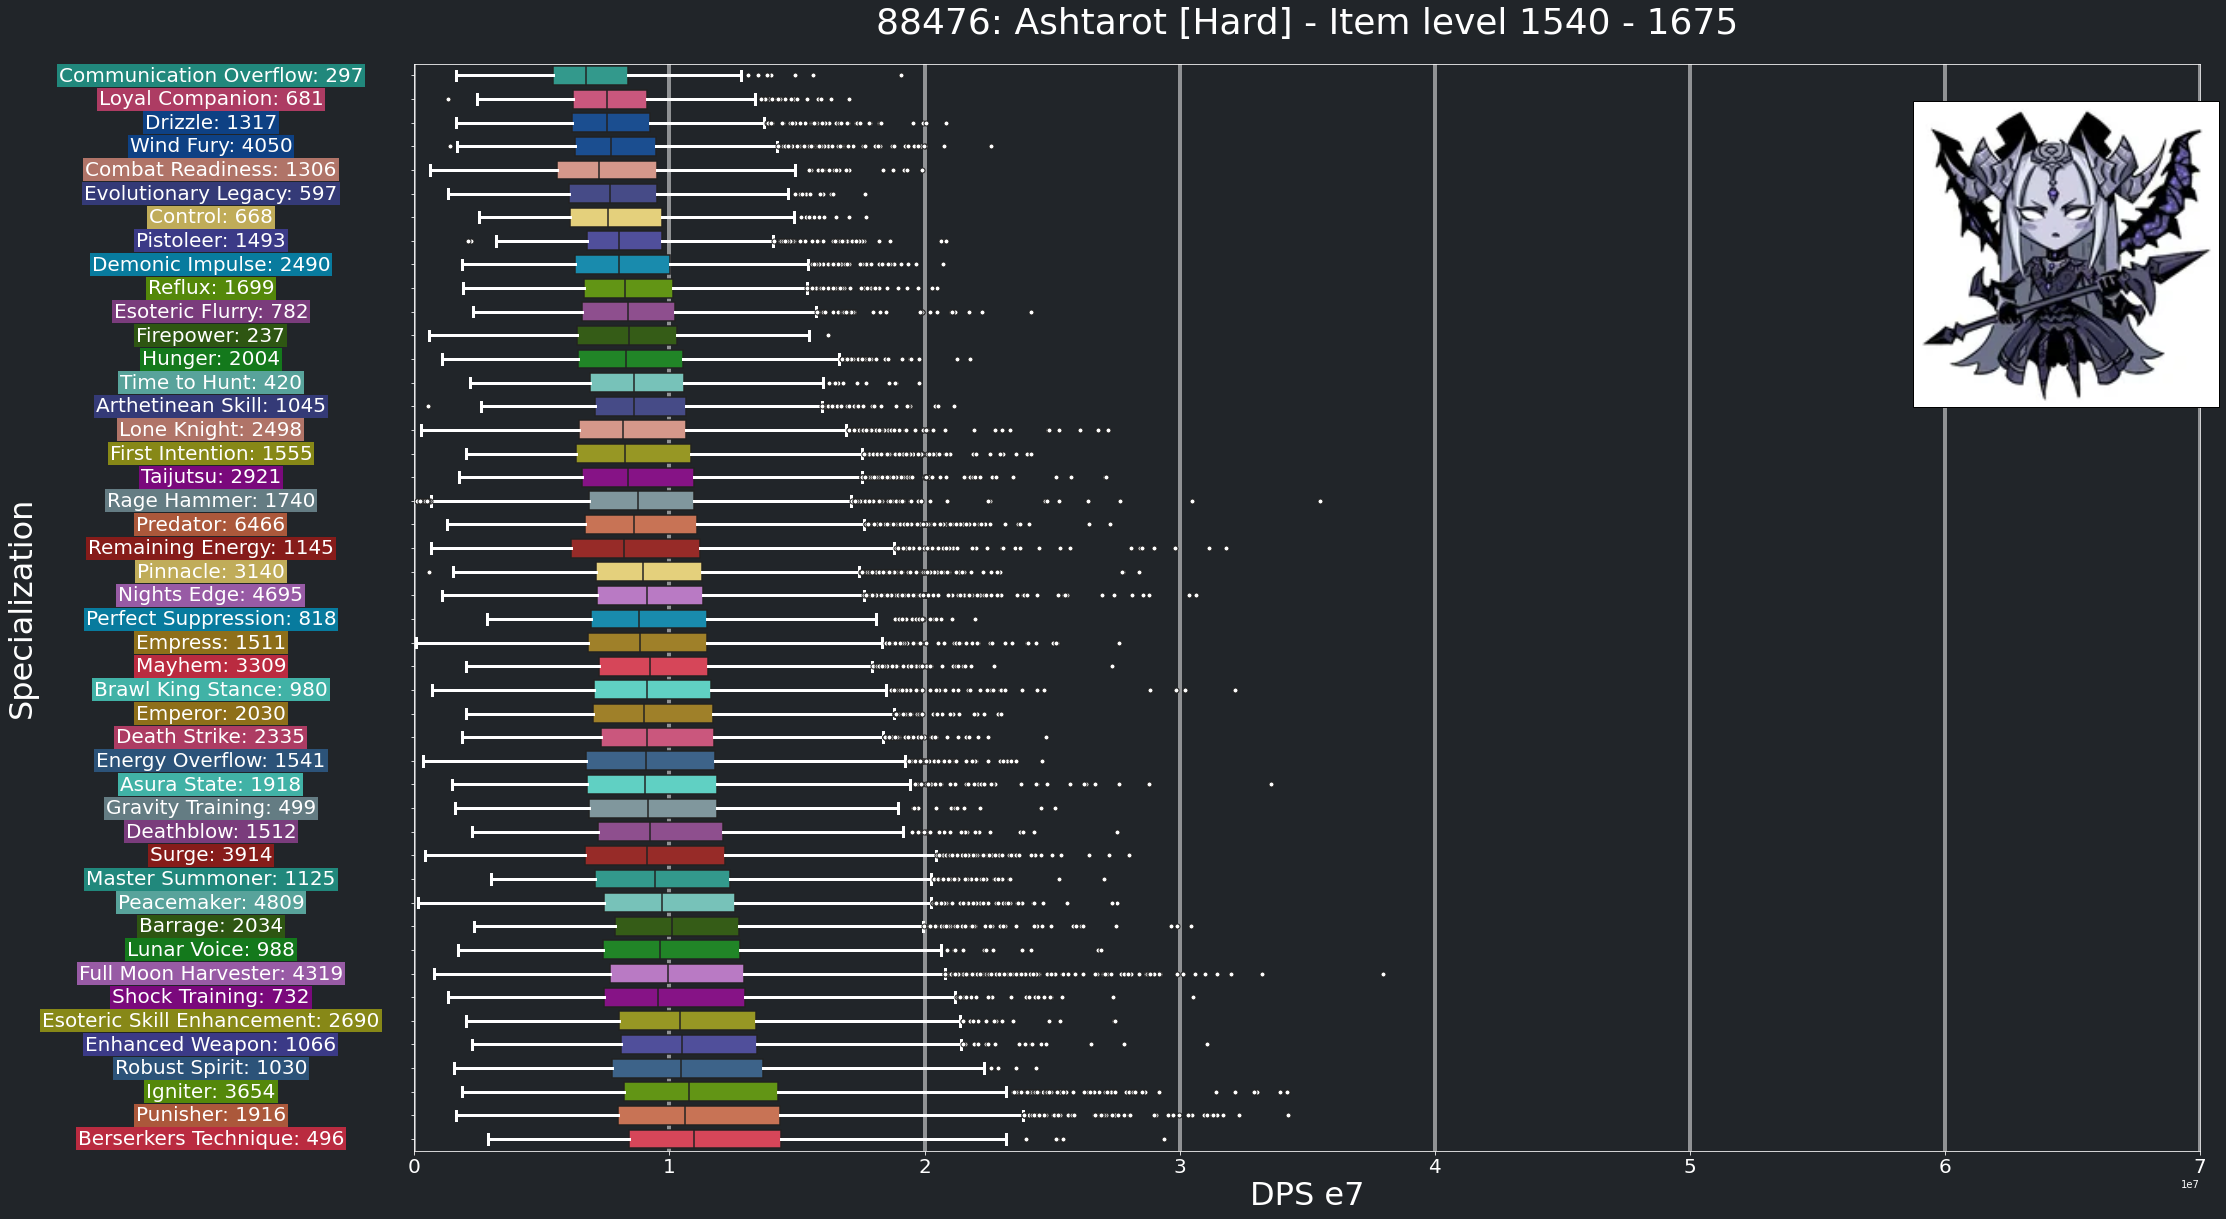 88476: Ashtarot [Hard] - Item level 1540 - 1675
Communication Overflow: 297
Loyal Companion: 681
Drizzle: 1317
Wind Fury: 4050
Combat Readiness: 1306
Evolutionary Legacy: 597
Control: 668
Pistoleer: 1493
Demonic Impulse: 2490
Reflux: 1699
Esoteric Flurry: 782
Firepower: 237
Hunger: 2004
Time to Hunt: 420
Arthetinean Skill: 1045
Lone Knight: 2498
First Intention: 1555
Taijutsu: 2921
Rage Hammer: 1740
Predator: 6466
Remaining Energy: 1145
Pinnacle: 3140
Nights Edge: 4695
Perfect Suppression: 818
Empress: 1511
Mayhem: 3309
Brawl King Stance: 980
Emperor: 2030
Death Strike: 2335
Energy Overflow: 1541
Asura State: 1918
Gravity Training: 499
Deathblow: 1512
Surge: 3914
Master Summoner: 1125
Peacemaker: 4809
Barrage: 2034
Lunar Voice: 988
Full Moon Harvester: 4319
Shock Training: 732
Esoteric Skill Enhancement: 2690
Enhanced Weapon: 1066
Robust Spirit: 1030
Igniter: 3654
Punisher: 1916
Berserkers Technique: 496
Specialization
0 1 2 3 4 5 6 7
1e7
DPS e7